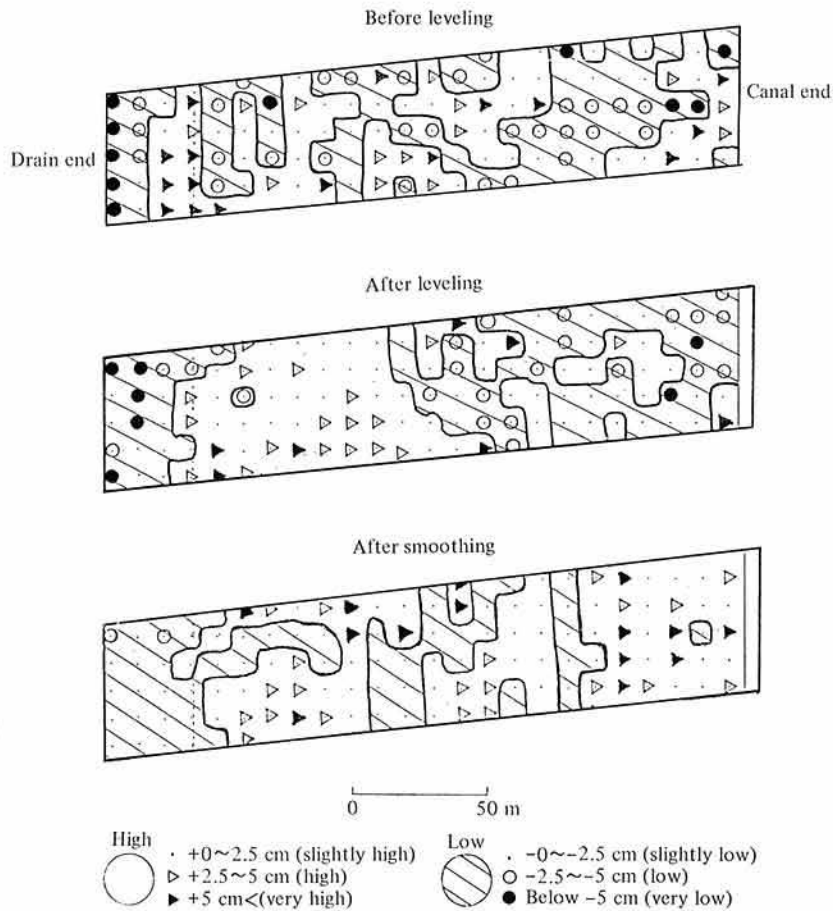 Before leveling
Canal end
Drain end
After leveling
After smoothing
0 50 m
High
+0~2.5 cm (slightly high)
+2.5~5 cm (high)
+5 cm<(very high)
Low
-0~-2.5 cm (slightly low)
-2.5~-5 cm (low)
Below -5 cm (very low)